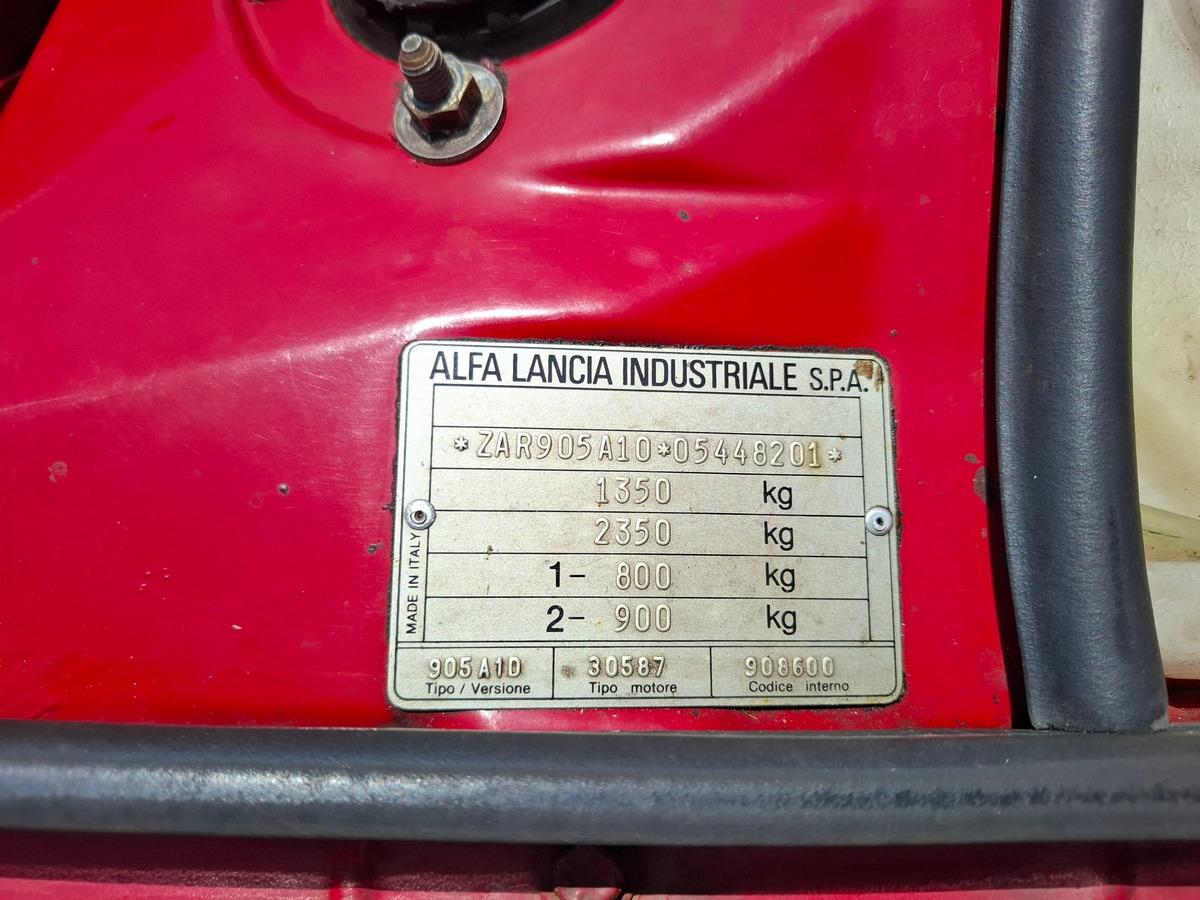 ALFA LANCIA INDUSTRIALE S.P.A.
*ZAR905A10*05448201*
1350 kg
2350 kg
1- 800 kg
2- 900 kg
MADE IN ITALY
905A1D 30587 908600
Tipo / Versione Tipo motore Codice interno